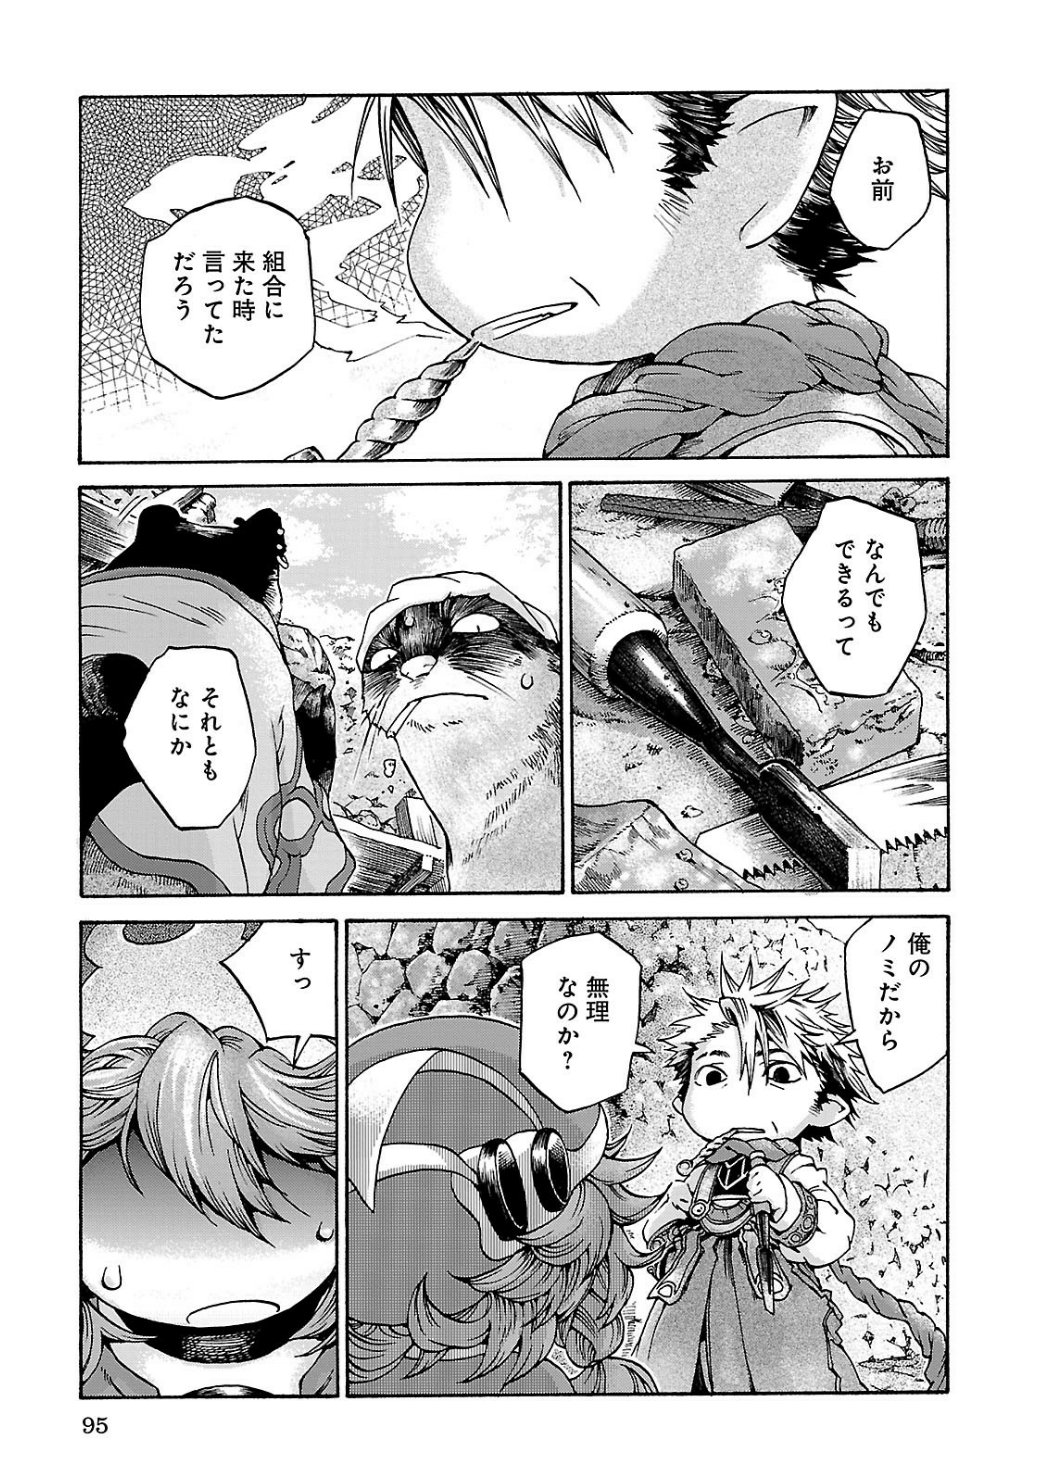 お前
組合に
来た時
言ってた
だろう
なんでも
できるって
それとも
なにか
俺の
ノミだから
無理
なのか?
すっ
95